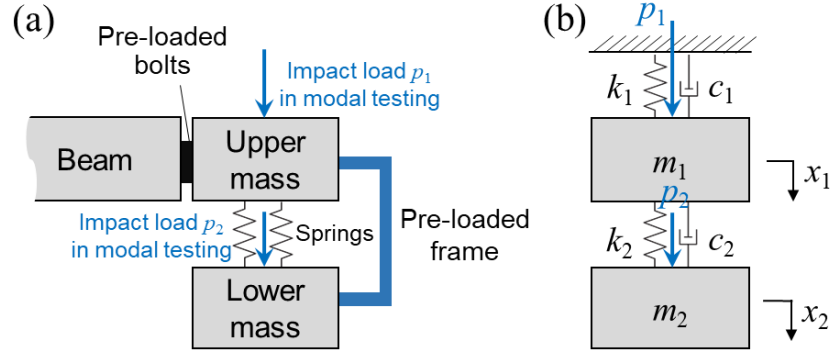 (a)
Pre-loaded
bolts
Impact load p₁
in modal testing
Beam
Upper
mass
Impact load p₂
in modal testing
Springs
Pre-loaded
frame
Lower
mass
(b)
p₁
k₁
c₁
m₁
x₁
p₂
k₂
c₂
m₂
x₂